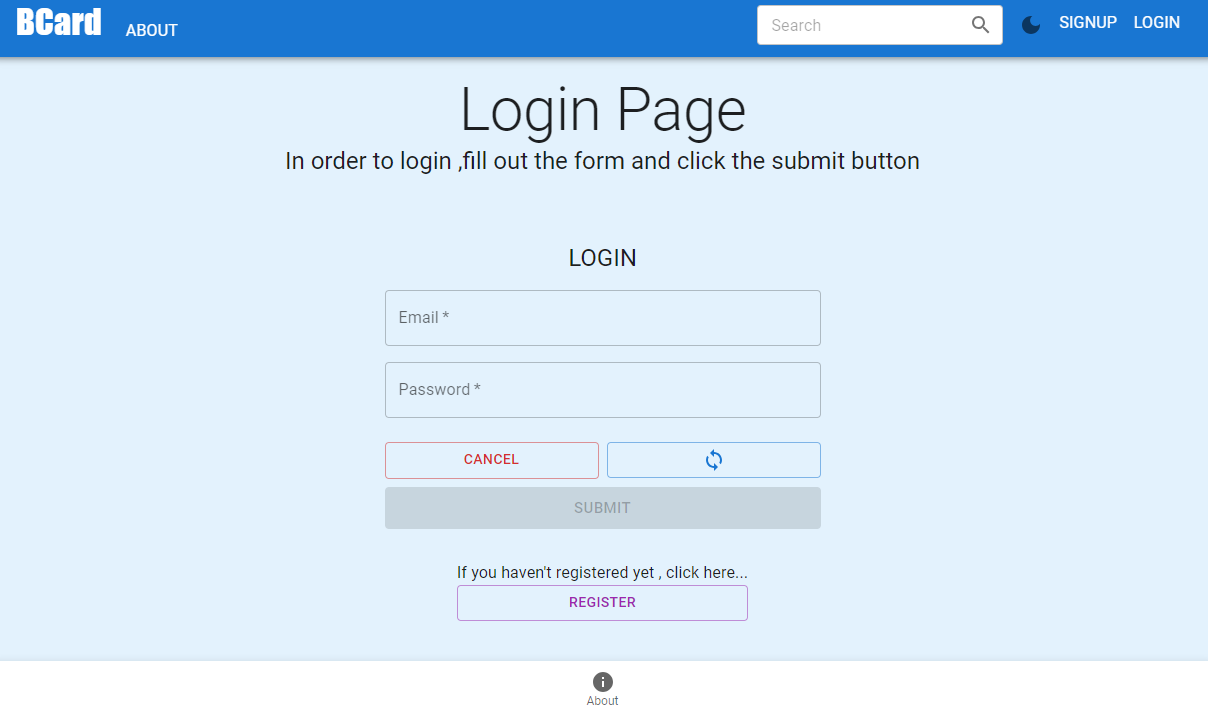 BCard
ABOUT
Search
SIGNUP
LOGIN
Login Page
In order to login ,fill out the form and click the submit button
LOGIN
Email *
Password *
CANCEL
SUBMIT
If you haven't registered yet , click here...
REGISTER
About